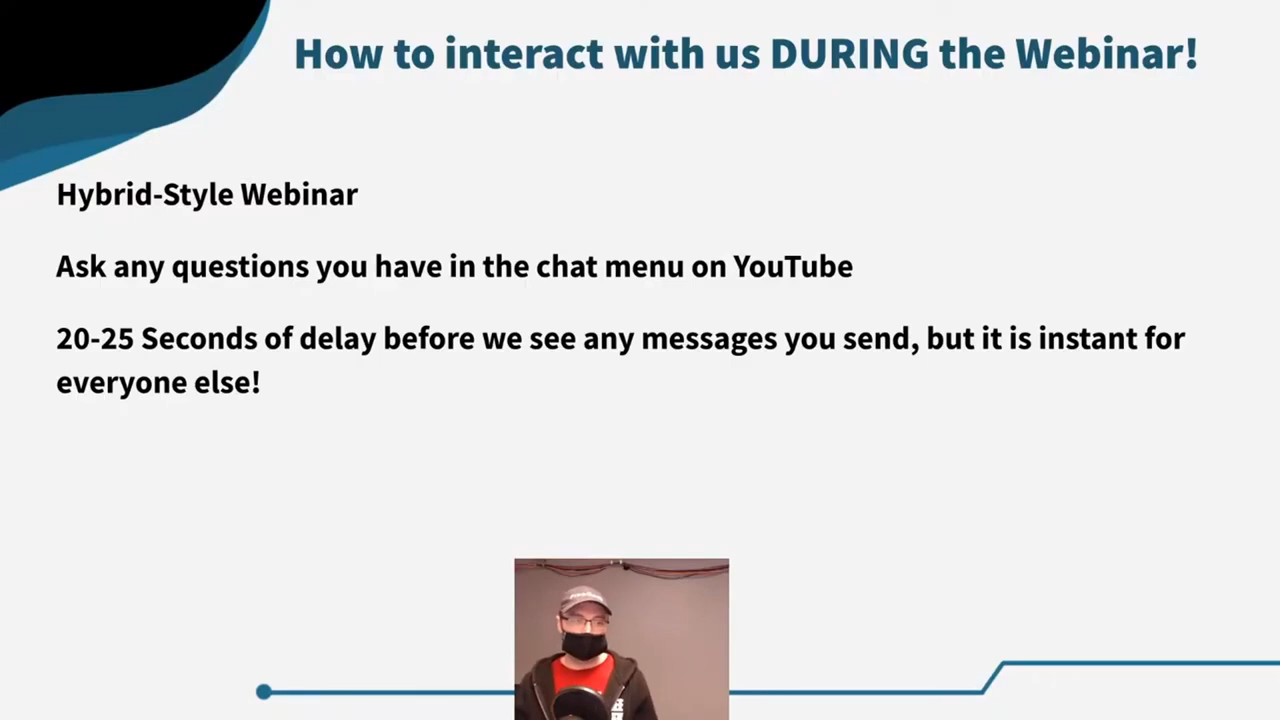 How to interact with us DURING the Webinar!
Hybrid-Style Webinar
Ask any questions you have in the chat menu on YouTube
20-25 Seconds of delay before we see any messages you send, but it is instant for
everyone else!